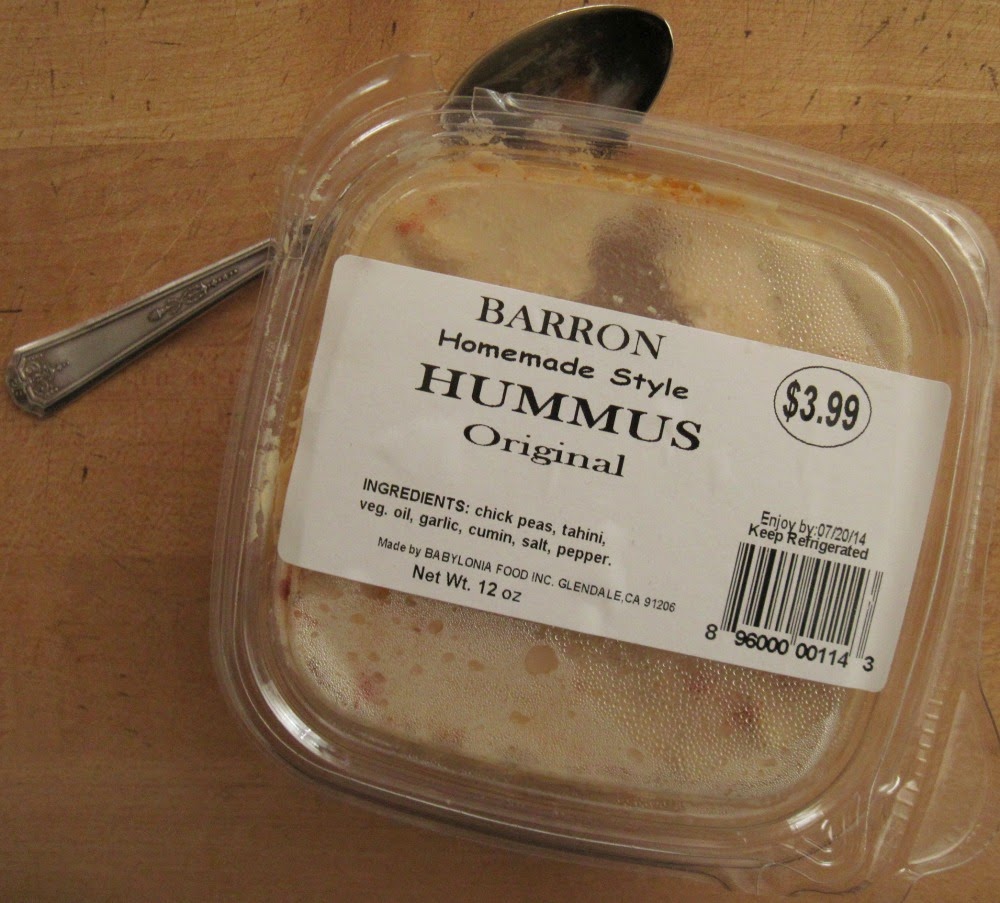 BARRON
Homemade Style
HUMMUS
Original
$3.99
INGREDIENTS: chick peas, tahini,
veg. oil, garlic, cumin, salt, pepper.
Made by BABYLONIA FOOD INC. GLENDALE,CA 91206
Net Wt. 12 oz
Enjoy by:07/20/14
Keep Refrigerated
8 96000 00114 3